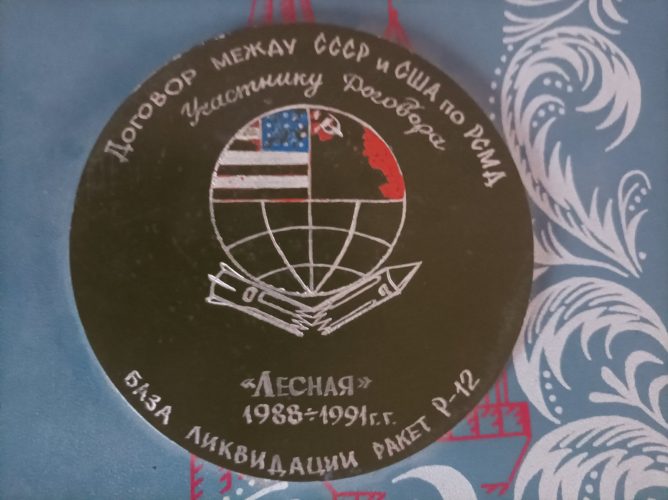 ДОГОВОР МЕЖДУ СССР и США по РСМД
Участнику Договора
«ЛЕСНАЯ»
1988÷1991г.г.
БАЗА ЛИКВИДАЦИИ РАКЕТ Р-12